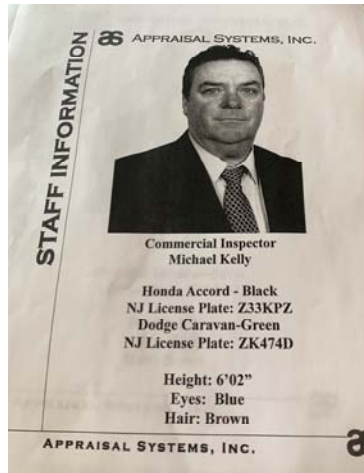 STAFF INFORMATION
as APPRAISAL SYSTEMS, INC.
Commercial Inspector
Michael Kelly
Honda Accord - Black
NJ License Plate: Z33KPZ
Dodge Caravan-Green
NJ License Plate: ZK474D
Height: 6'02”
Eyes: Blue
Hair: Brown
APPRAISAL SYSTEMS, INC.
a